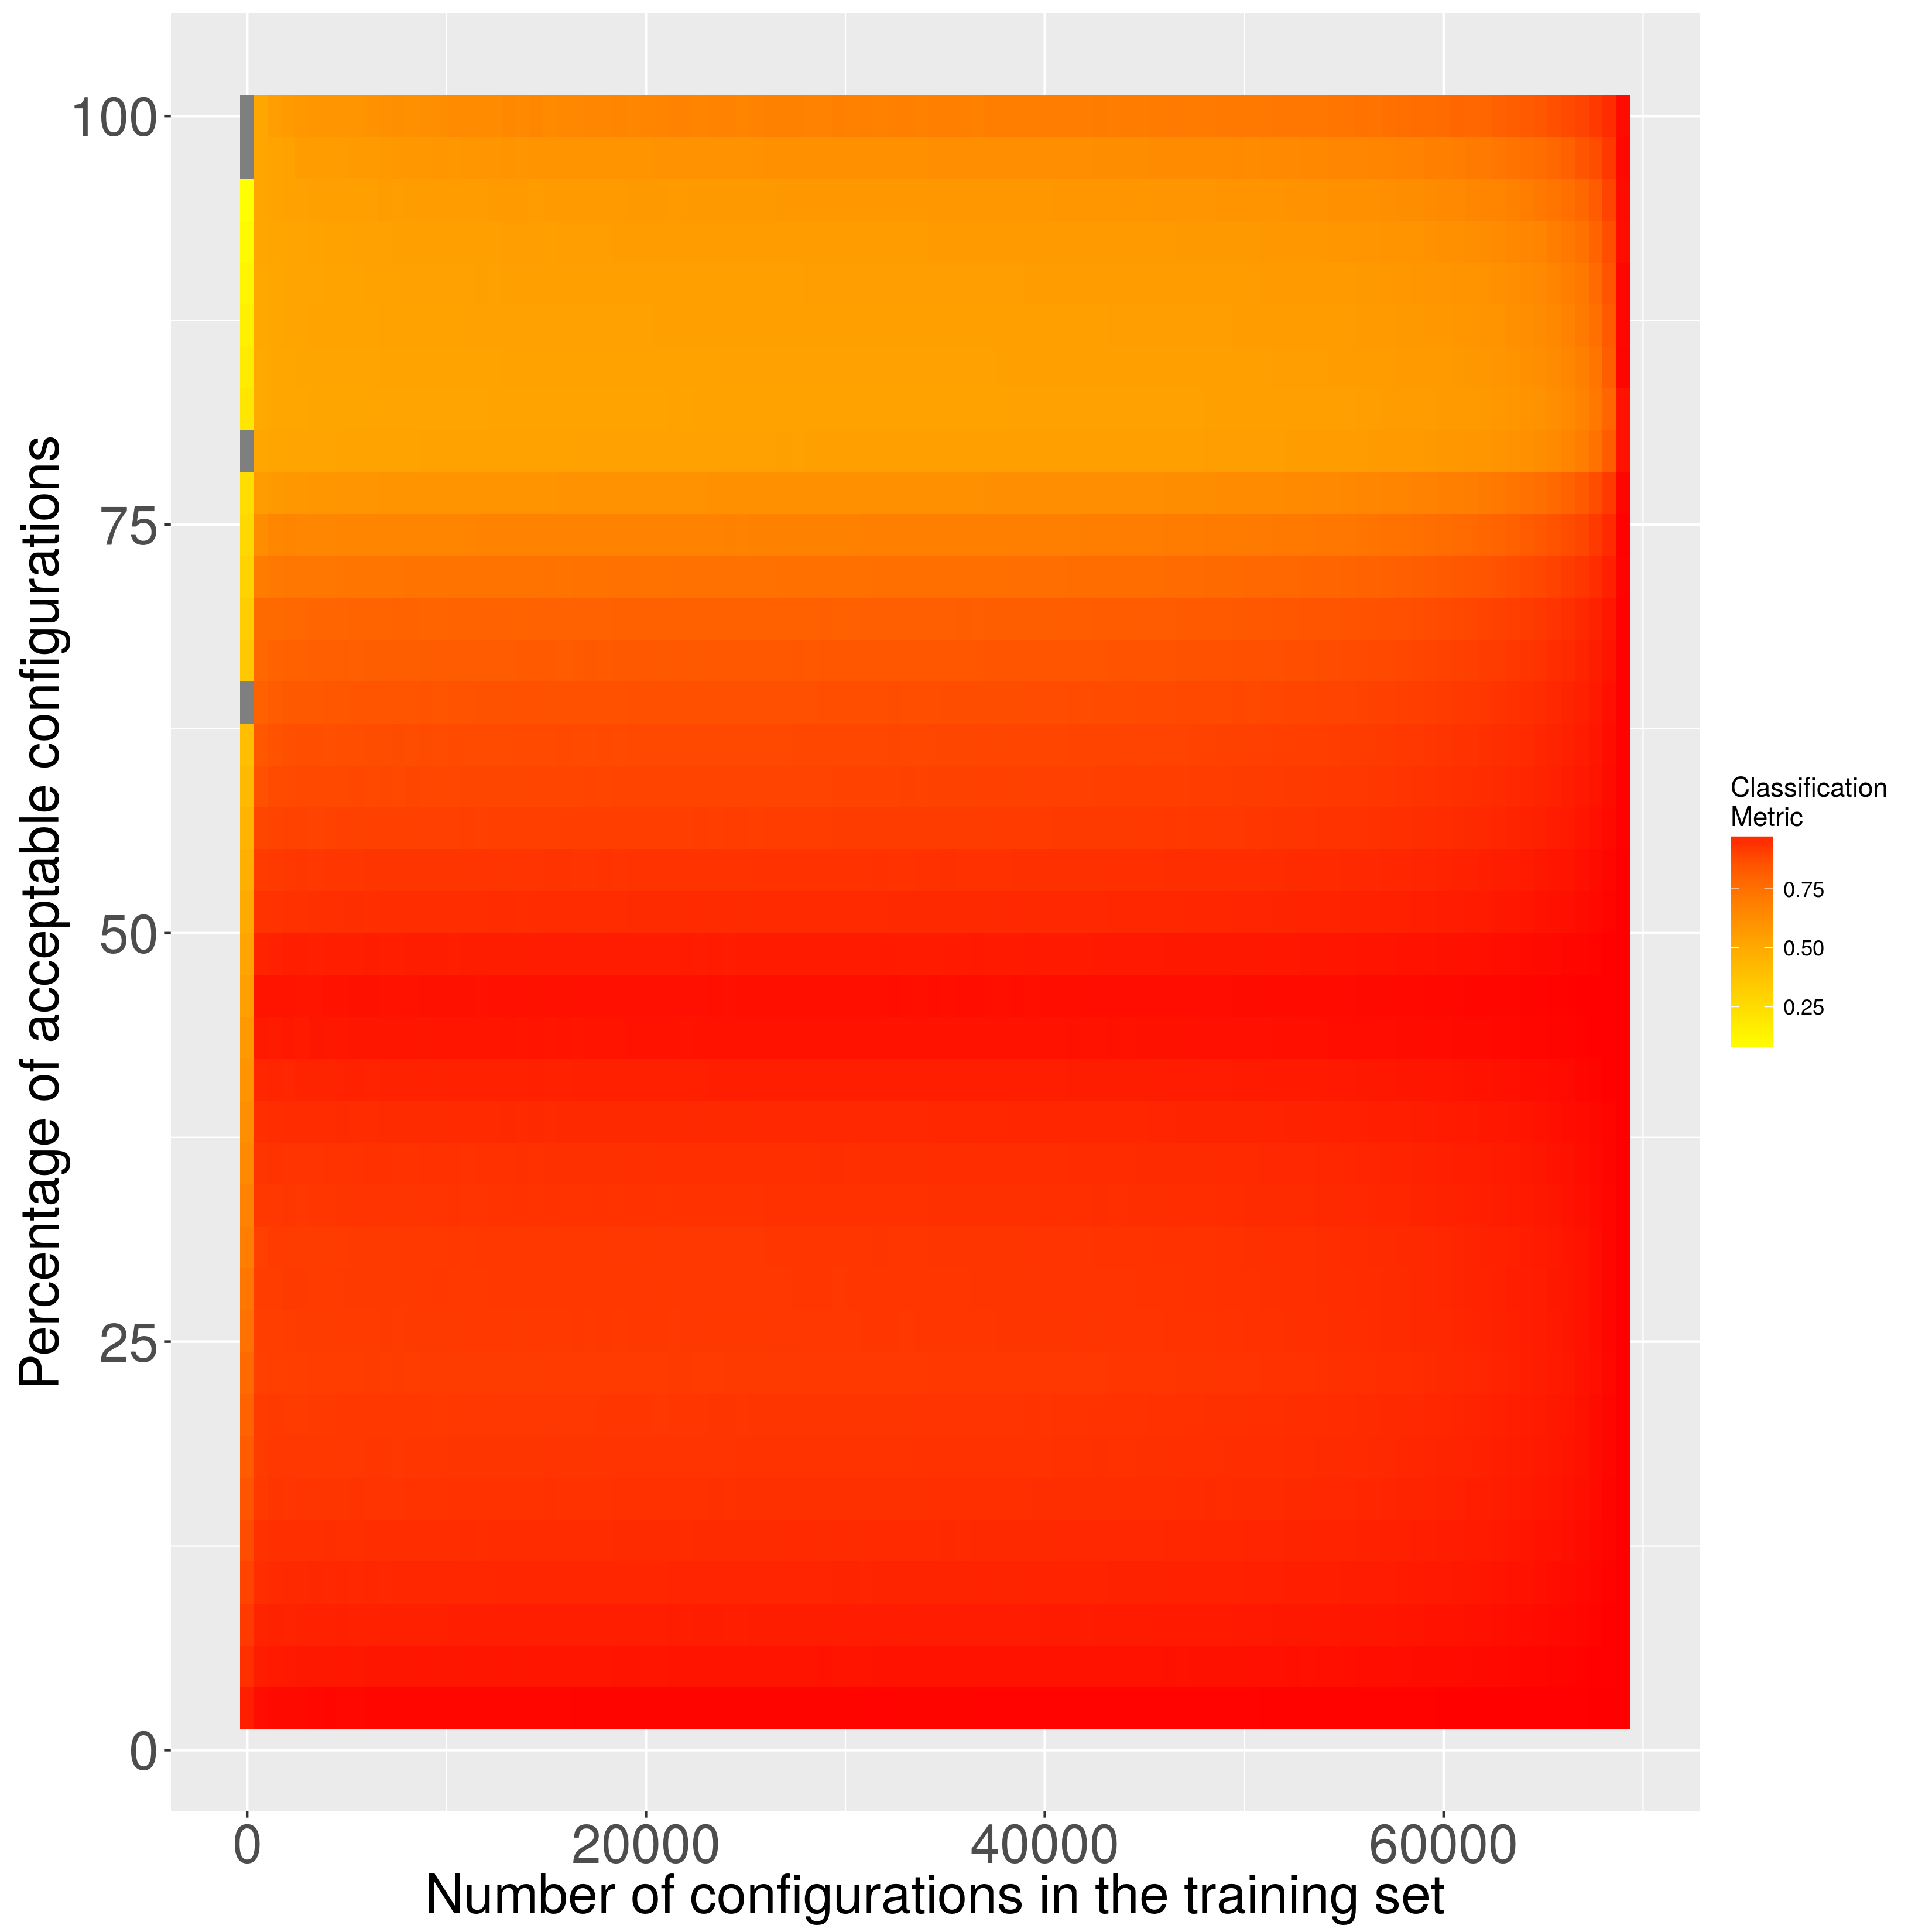 Percentage of acceptable configurations
100
75
50
25
0
0 20000 40000 60000
Number of configurations in the training set
Classification
Metric
0.75
0.50
0.25